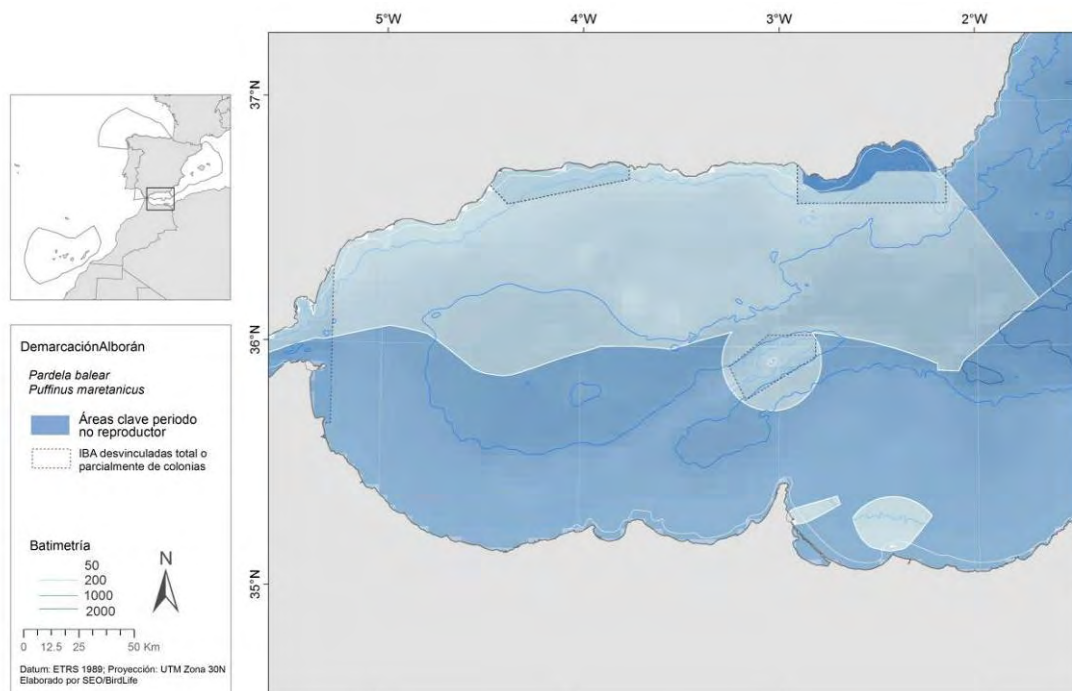 5°W
4°W
3°W
2°W
37°N
36°N
35°N
DemarcaciónAlborán
Pardela balear
Puffinus maretanicus
Áreas clave periodo
no reproductor
IBA desvinculadas total o
parcialmente de colonias
Batimetría
50
200
1000
2000
N
0 12.5 25 50 Km
Datum: ETRS 1989; Proyección: UTM Zona 30N
Elaborado por SEO/BirdLife